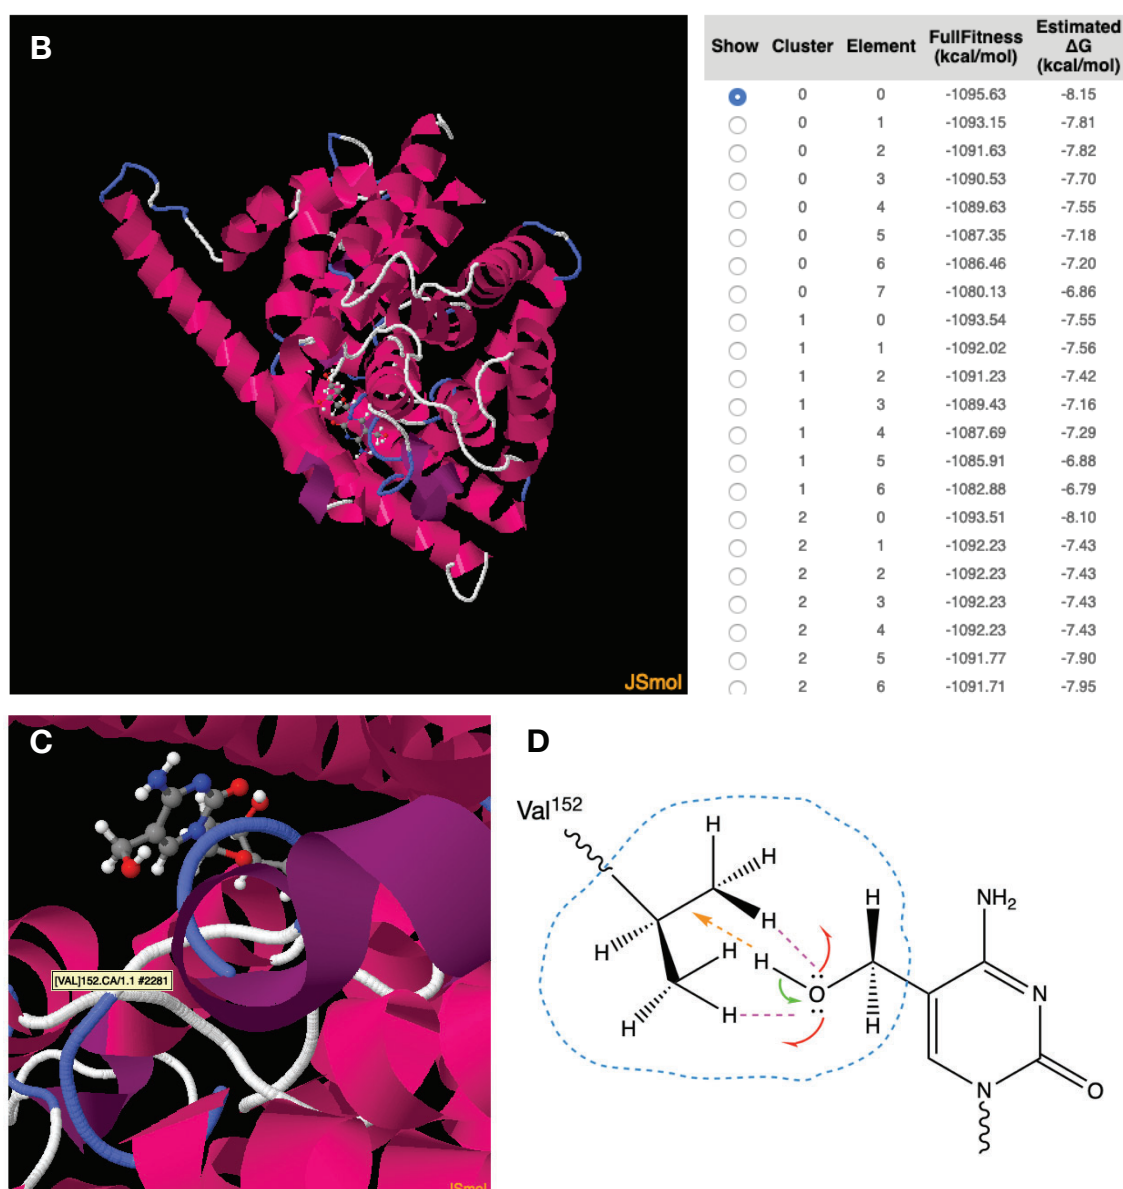 B
JSmol
Show Cluster Element FullFitness (kcal/mol) Estimated ΔG (kcal/mol)
0 0 -1095.63 -8.15
0 1 -1093.15 -7.81
0 2 -1091.63 -7.82
0 3 -1090.53 -7.70
0 4 -1089.63 -7.55
0 5 -1087.35 -7.18
0 6 -1086.46 -7.20
0 7 -1080.13 -6.86
1 0 -1093.54 -7.55
1 1 -1092.02 -7.56
1 2 -1091.23 -7.42
1 3 -1089.43 -7.16
1 4 -1087.69 -7.29
1 5 -1085.91 -6.88
1 6 -1082.88 -6.79
2 0 -1093.51 -8.10
2 1 -1092.23 -7.43
2 2 -1092.23 -7.43
2 3 -1092.23 -7.43
2 4 -1092.23 -7.43
2 5 -1091.77 -7.90
2 6 -1091.71 -7.95
C
[VAL]152.CA/1.1 #2281
JSmol
D
Val¹⁵²
H
H
H
H
NH₂
H
H
H
N
O
H
H
H
N
O